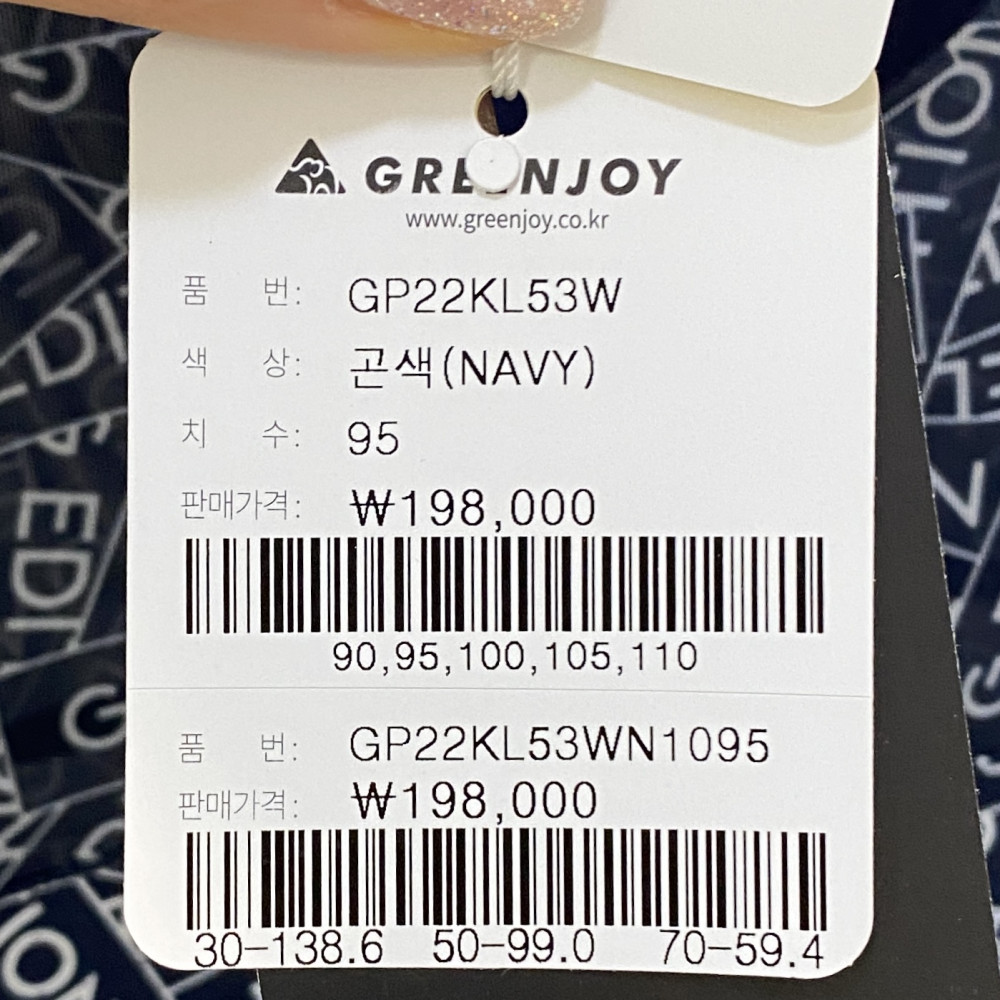 GREENJOY
www.greenjoy.co.kr
품 번: GP22KL53W
색 상: 곤색(NAVY)
치 수: 95
판매가격: ₩198,000
90,95,100,105,110
품 번: GP22KL53WN1095
판매가격: ₩198,000
30-138.6 50-99.0 70-59.4
EDI